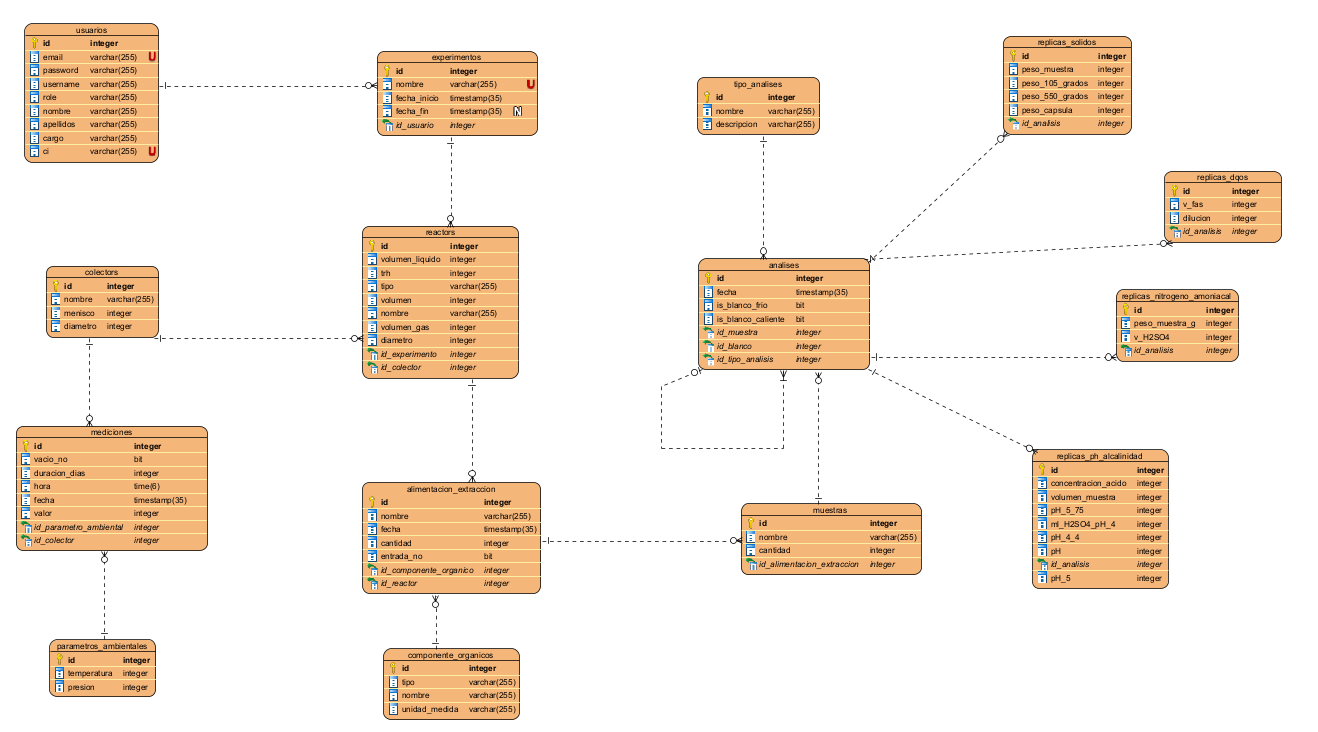 usuarios
id integer
email varchar(255) U
password varchar(255)
username varchar(255)
role varchar(255)
nombre varchar(255)
apellidos varchar(255)
cargo varchar(255)
ci varchar(255) U
experimentos
id integer
nombre varchar(255) U
fecha_inicio timestamp(35)
fecha_fin timestamp(35) N
id_usuario integer
tipo_analises
id integer
nombre varchar(255)
descripcion varchar(255)
replicas_solidos
id integer
peso_muestra integer
peso_105_grados integer
peso_550_grados integer
peso_capsula integer
id_analisis integer
replicas_dqos
id integer
v_fas integer
dilucion integer
id_analisis integer
reactors
id integer
volumen_liquido integer
trh integer
tipo varchar(255)
volumen integer
nombre varchar(255)
volumen_gas integer
diametro integer
id_experimento integer
id_colector integer
colectors
id integer
nombre varchar(255)
menisco integer
diametro integer
analises
id integer
fecha timestamp(35)
is_blanco_frio bit
is_blanco_caliente bit
id_muestra integer
id_blanco integer
id_tipo_analisis integer
replicas_nitrogeno_amoniacal
id integer
peso_muestra_g integer
v_H2SO4 integer
id_analisis integer
mediciones
id integer
vacio_no bit
duracion_dias integer
hora time(6)
fecha timestamp(35)
valor integer
id_parametro_ambiental integer
id_colector integer
alimentacion_extraccion
id integer
nombre varchar(255)
fecha timestamp(35)
cantidad integer
entrada_no bit
id_componente_organico integer
id_reactor integer
muestras
id integer
nombre varchar(255)
cantidad integer
id_alimentacion_extraccion integer
replicas_ph_alcalinidad
id integer
concentracion_acido integer
volumen_muestra integer
pH_5_75 integer
ml_H2SO4_pH_4 integer
pH_4_4 integer
pH integer
id_analisis integer
pH_5 integer
parametros_ambientales
id integer
temperatura integer
presion integer
componente_organicos
id integer
tipo varchar(255)
nombre varchar(255)
unidad_medida varchar(255)